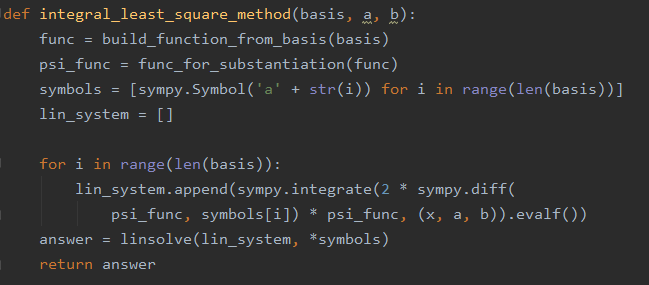 def integral_least_square_method(basis, a, b):
    func = build_function_from_basis(basis)
    psi_func = func_for_substantiation(func)
    symbols = [sympy.Symbol('a' + str(i)) for i in range(len(basis))]
    lin_system = []

    for i in range(len(basis)):
        lin_system.append(sympy.integrate(2 * sympy.diff(
            psi_func, symbols[i]) * psi_func, (x, a, b)).evalf())
    answer = linsolve(lin_system, *symbols)
    return answer